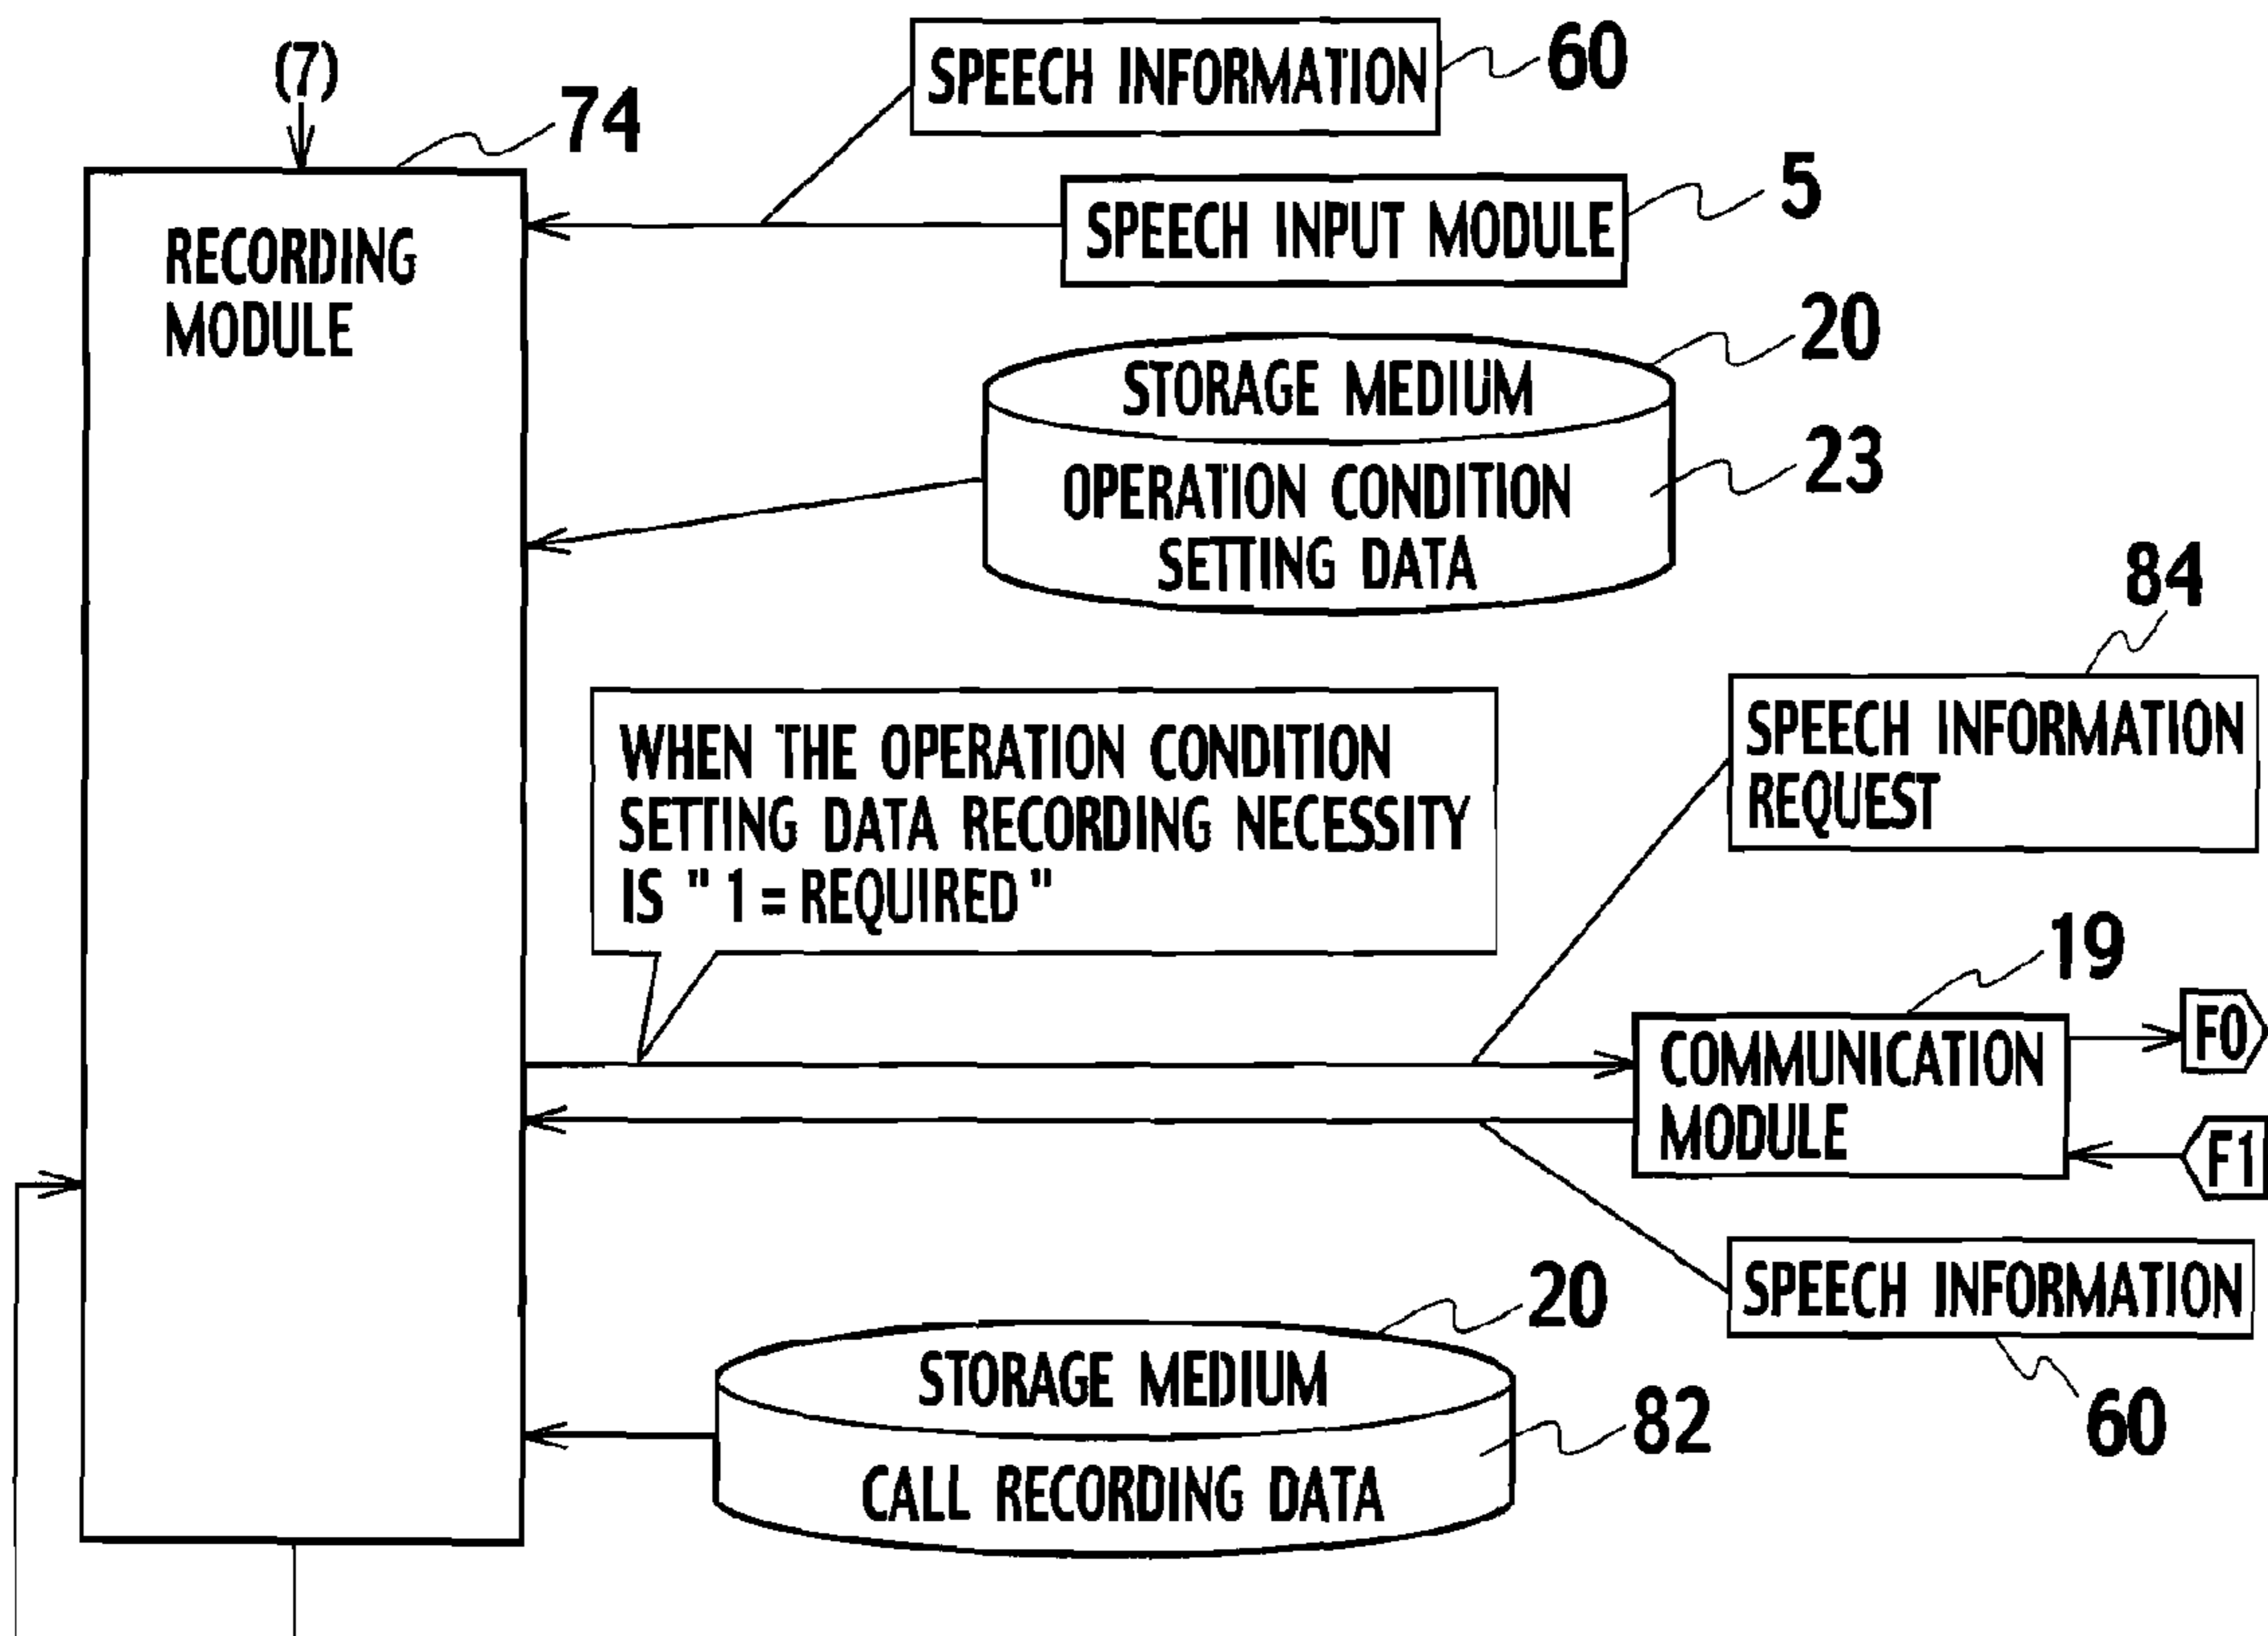 (7)
74
SPEECH INFORMATION
60
SPEECH INPUT MODULE
5
RECORDING
MODULE
STORAGE MEDIUM
20
OPERATION CONDITION
SETTING DATA
23
84
SPEECH INFORMATION
REQUEST
WHEN THE OPERATION CONDITION
SETTING DATA RECORDING NECESSITY
IS " 1 = REQUIRED "
19
COMMUNICATION
MODULE
F0
F1
SPEECH INFORMATION
60
20
STORAGE MEDIUM
82
CALL RECORDING DATA